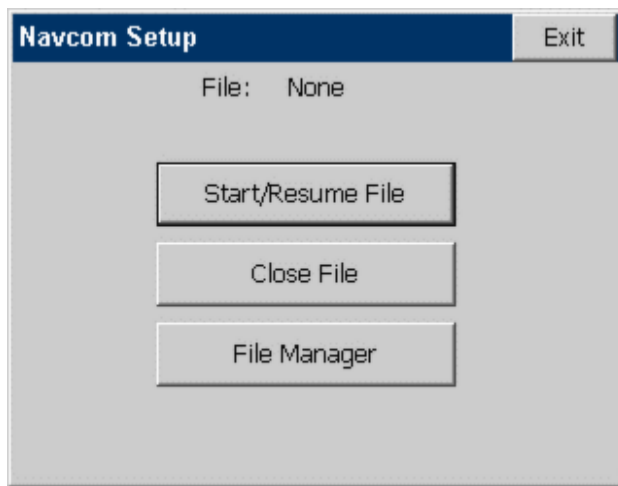 Navcom Setup Exit
File: None
Start/Resume File
Close File
File Manager